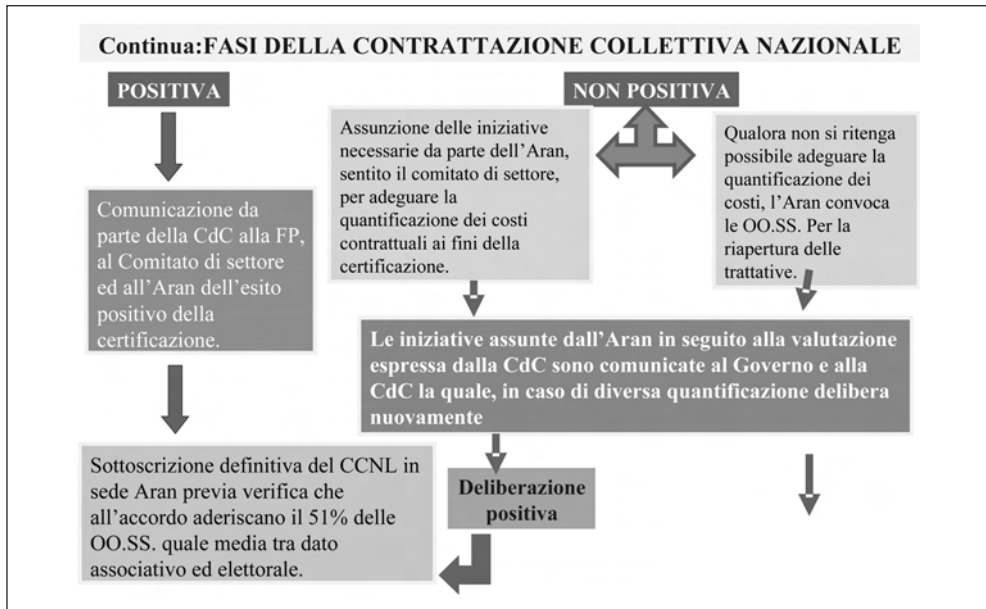 Continua:FASI DELLA CONTRATTAZIONE COLLETTIVA NAZIONALE
POSITIVA
Comunicazione da
parte della CdC alla FP,
al Comitato di settore
ed all’Aran dell’esito
positivo della
certificazione.
NON POSITIVA
Assunzione delle iniziative
necessarie da parte dell’Aran,
sentito il comitato di settore,
per adeguare la
quantificazione dei costi
contrattuali ai fini della
certificazione.
Qualora non si ritenga
possibile adeguare la
quantificazione dei
costi, l’Aran convoca
le OO.SS. Per la
riapertura delle
trattative.
Le iniziative assunte dall’Aran in seguito alla valutazione
espressa dalla CdC sono comunicate al Governo e alla
CdC la quale, in caso di diversa quantificazione delibera
nuovamente
Sottoscrizione definitiva del CCNL in
sede Aran previa verifica che
all’accordo aderiscano il 51% delle
OO.SS. quale media tra dato
associativo ed elettorale.
Deliberazione
positiva